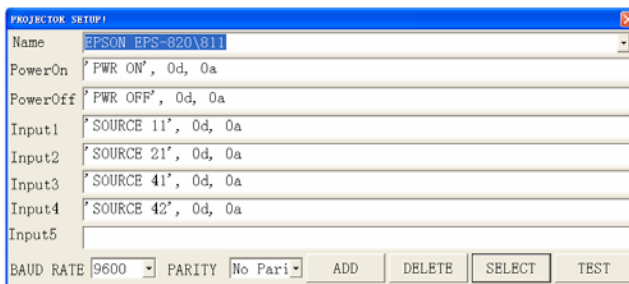 PROJECTOR SETUP!
Name EPSON EPS-820\811
PowerOn 'PWR ON', 0d, 0a
PowerOff 'PWR OFF', 0d, 0a
Input1 'SOURCE 11', 0d, 0a
Input2 'SOURCE 21', 0d, 0a
Input3 'SOURCE 41', 0d, 0a
Input4 'SOURCE 42', 0d, 0a
Input5
BAUD RATE 9600 PARITY No Pari ADD DELETE SELECT TEST